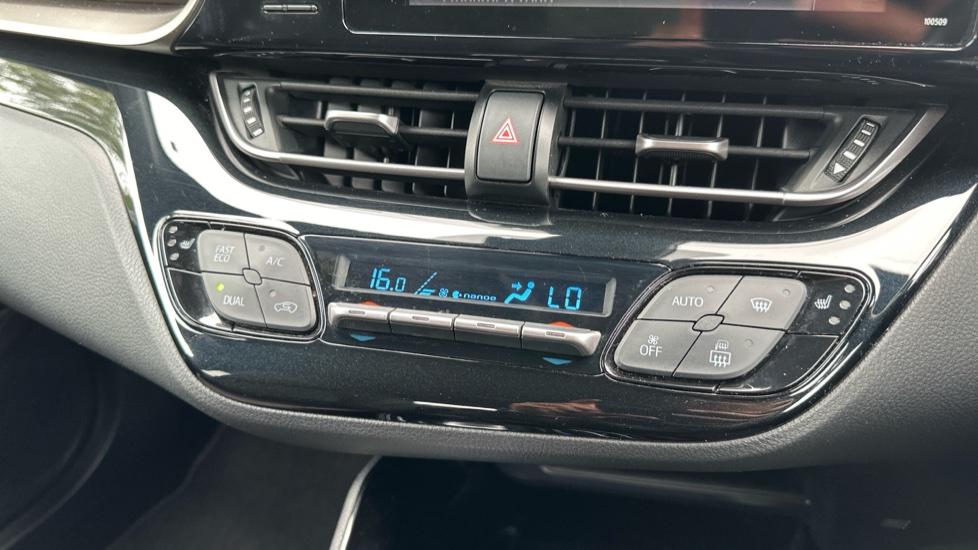 100509
FAST
ECO
A/C
DUAL
16.0
nanoe
LO
AUTO
OFF